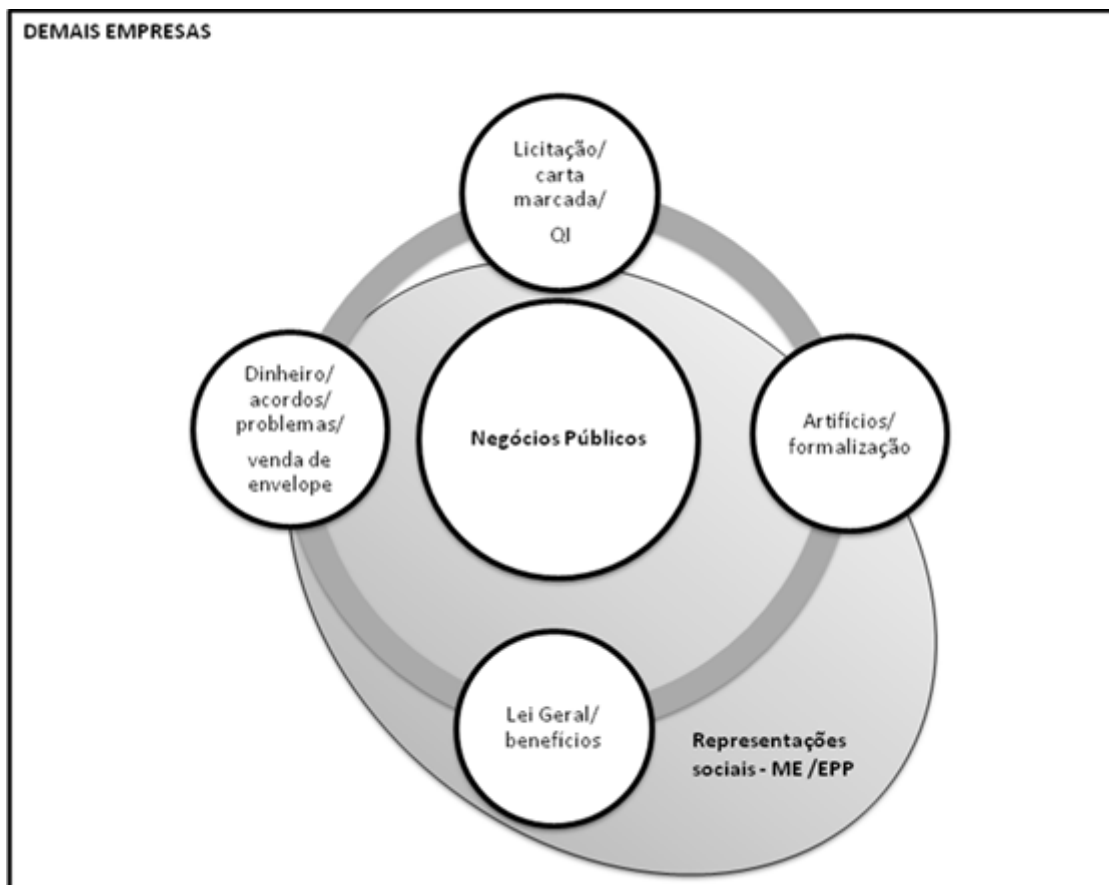 DEMAIS EMPRESAS
Licitação/
carta
marcada/
QI
Dinheiro/
acordos/
problemas/
venda de
envelope
Negócios Públicos
Artifícios/
formalização
Lei Geral/
benefícios
Representações
sociais - ME /EPP